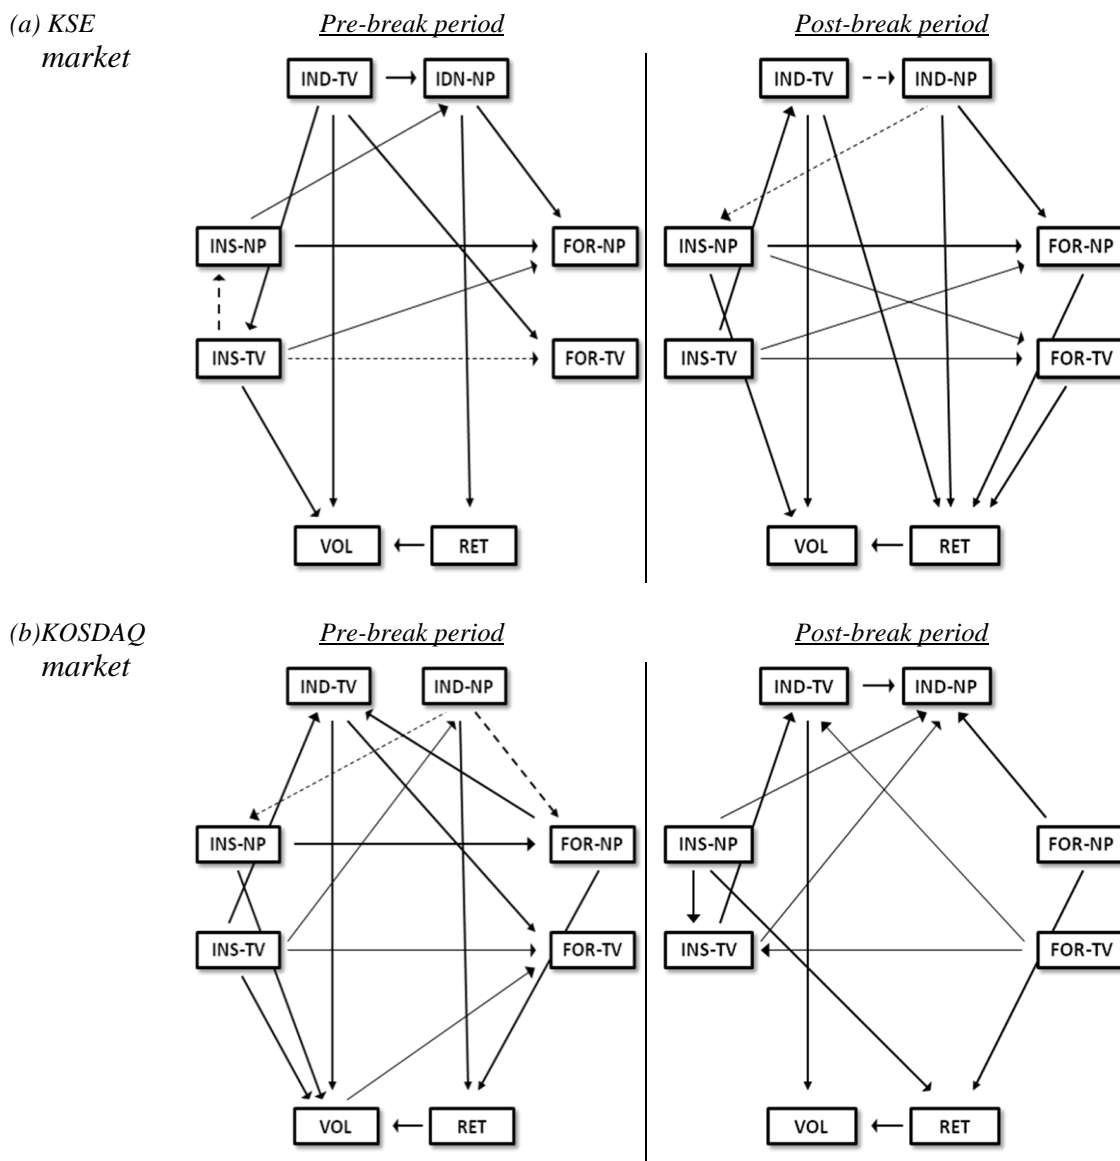 (a) KSE
market
Pre-break period
Post-break period
IND-TV
IDN-NP
IND-TV
IND-NP
INS-NP
FOR-NP
INS-NP
FOR-NP
INS-TV
FOR-TV
INS-TV
FOR-TV
VOL
RET
VOL
RET
(b)KOSDAQ
market
Pre-break period
Post-break period
IND-TV
IND-NP
IND-TV
IND-NP
INS-NP
FOR-NP
INS-NP
FOR-NP
INS-TV
FOR-TV
INS-TV
FOR-TV
VOL
RET
VOL
RET